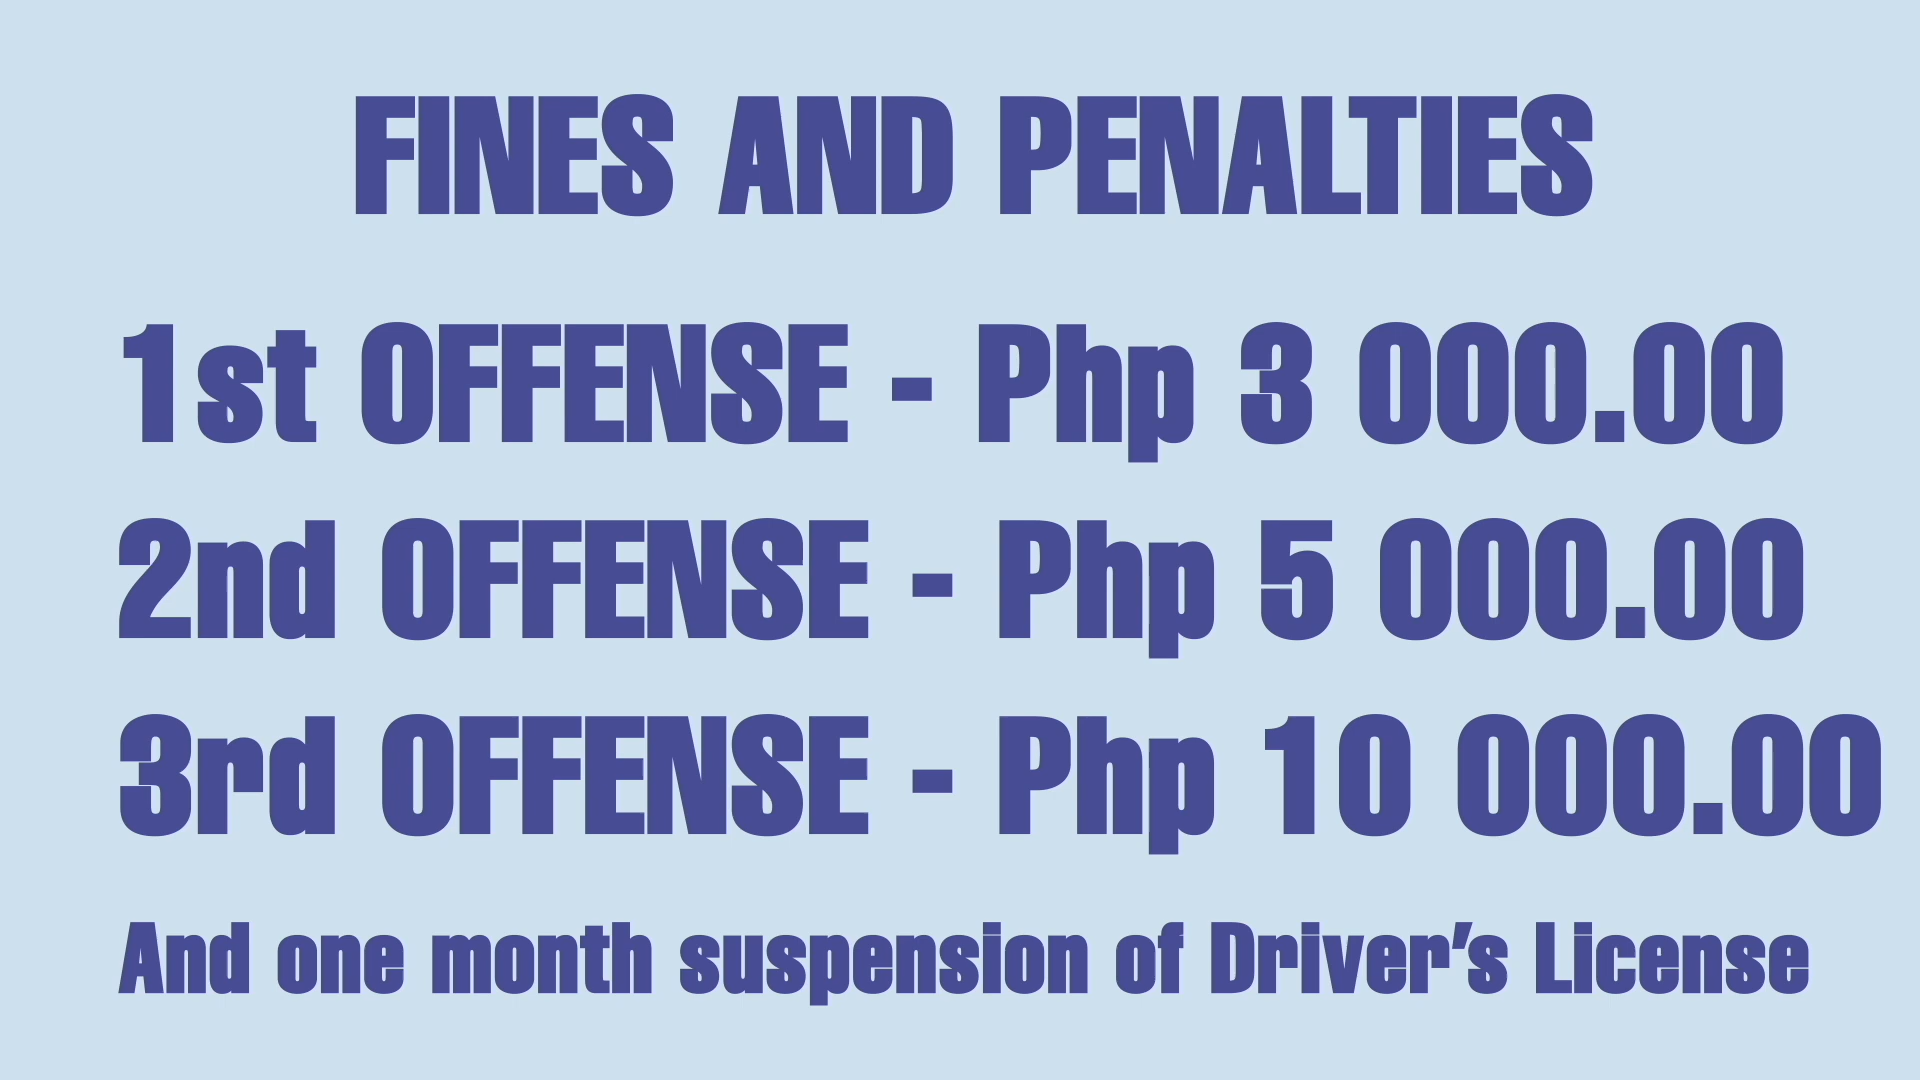 FINES AND PENALTIES
1st OFFENSE - Php 3 000.00
2nd OFFENSE - Php 5 000.00
3rd OFFENSE - Php 10 000.00
And one month suspension of Driver’s License